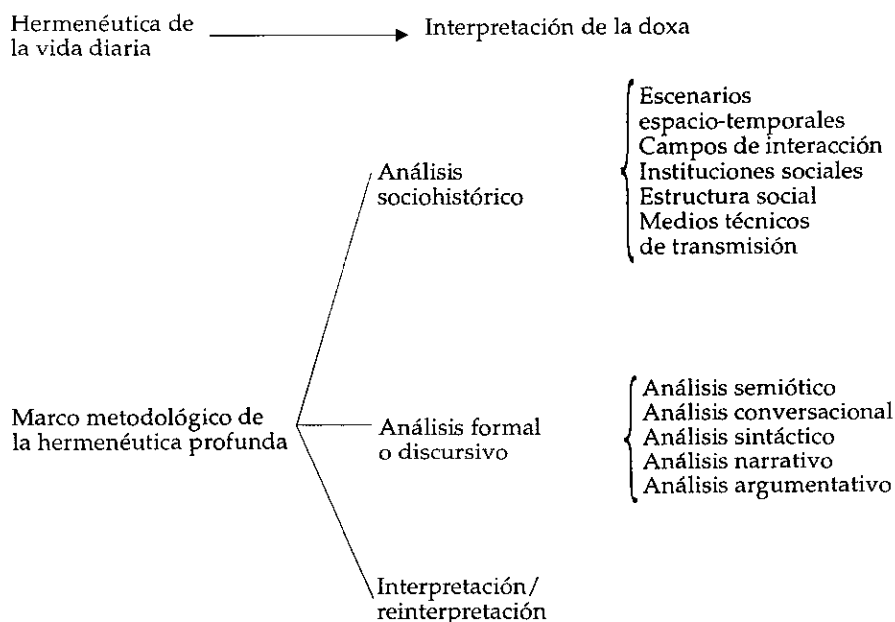 Hermenéutica de
la vida diaria
Interpretación de la doxa
Análisis
sociohistórico
Escenarios
espacio-temporales
Campos de interacción
Instituciones sociales
Estructura social
Medios técnicos
de transmisión
Marco metodológico de
la hermenéutica profunda
Análisis formal
o discursivo
Análisis semiótico
Análisis conversacional
Análisis sintáctico
Análisis narrativo
Análisis argumentativo
Interpretación/
reinterpretación